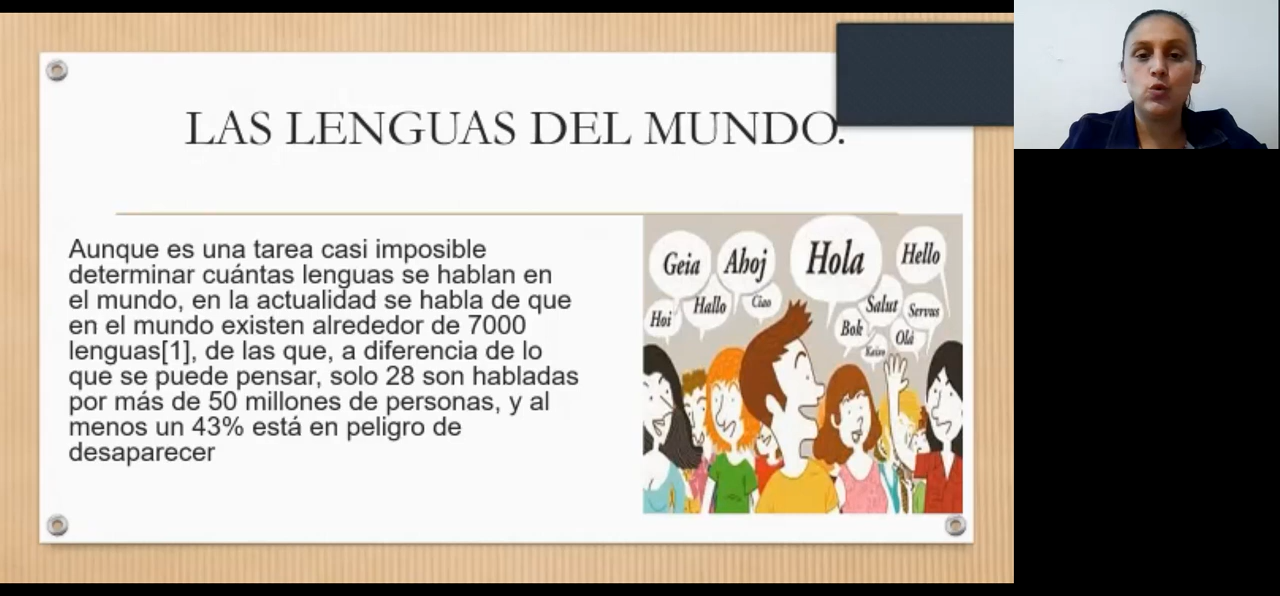 LAS LENGUAS DEL MUNDO.
Aunque es una tarea casi imposible
determinar cuántas lenguas se hablan en
el mundo, en la actualidad se habla de que
en el mundo existen alrededor de 7000
lenguas[1], de las que, a diferencia de lo
que se puede pensar, solo 28 son habladas
por más de 50 millones de personas, y al
menos un 43% está en peligro de
desaparecer
Geia
Ahoj
Hola
Hello
Hoi
Hallo
Ciao
Salut
Servus
Bok
Olá